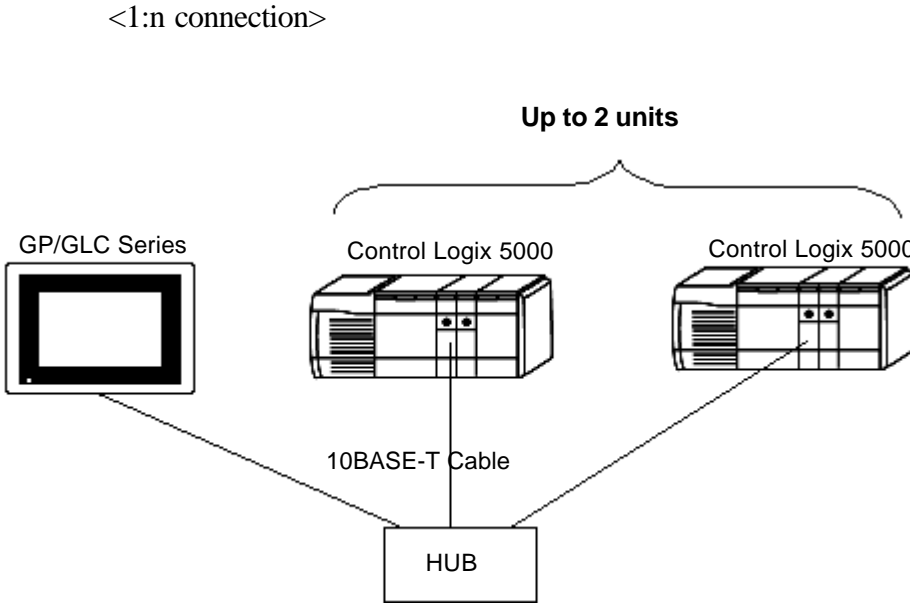 <1:n connection>
Up to 2 units
GP/GLC Series
Control Logix 5000
Control Logix 5000
10BASE-T Cable
HUB